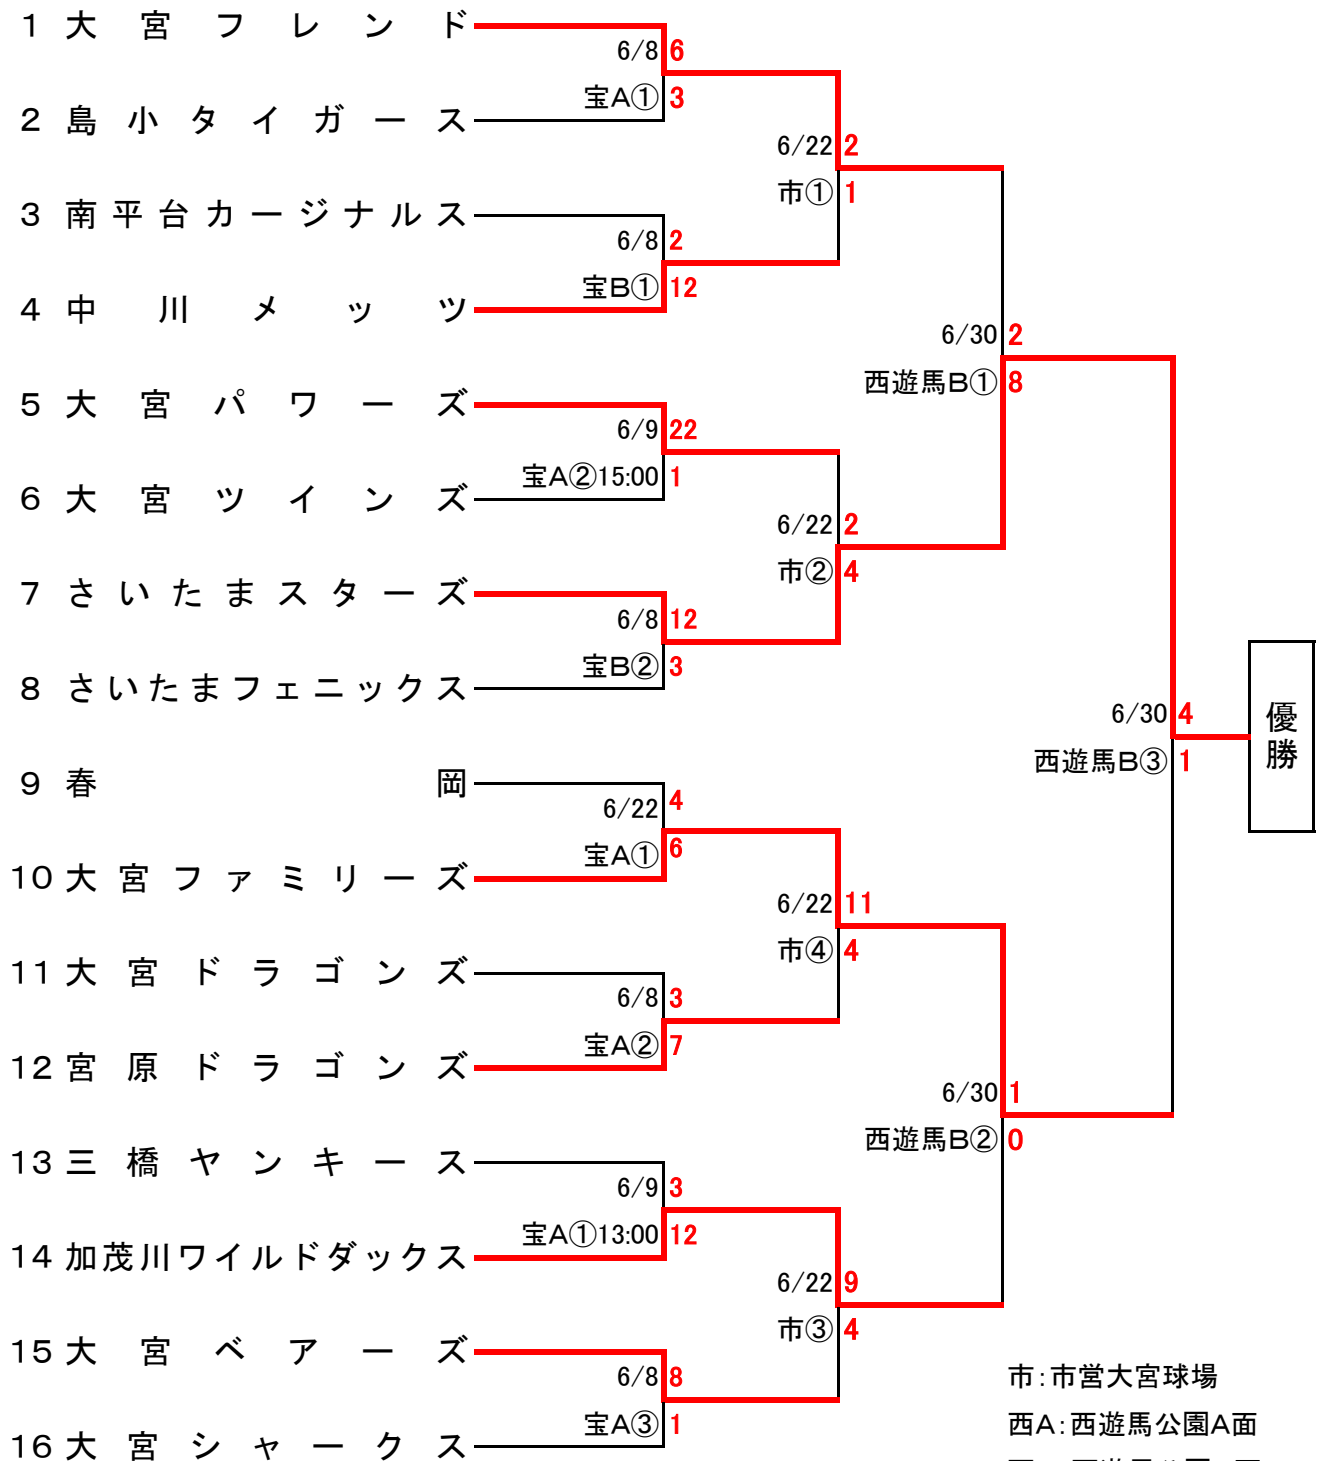 1 大宮フレンド
6/8 6
宝A① 3
2 島小タイガース
6/22 2
市① 1
3 南平台カージナルス
6/8 2
宝B① 12
4 中川メッツ
6/30 2
西遊馬B① 8
5 大宮パワーズ
6/9 22
宝A②15:00 1
6 大宮ツインズ
6/22 2
市② 4
7 さいたまスターズ
6/8 12
宝B② 3
8 さいたまフェニックス
6/30 4
西遊馬B③ 1
優勝
9 春岡
6/22 4
宝A① 6
10 大宮ファミリーズ
6/22 11
市④ 4
11 大宮ドラゴンズ
6/8 3
宝A② 7
12 宮原ドラゴンズ
6/30 1
西遊馬B② 0
13 三橋ヤンキース
6/9 3
宝A①13:00 12
14 加茂川ワイルドダックス
6/22 9
市③ 4
15 大宮ベアーズ
6/8 8
宝A③ 1
16 大宮シャークス
市:市営大宮球場
西A:西遊馬公園A面